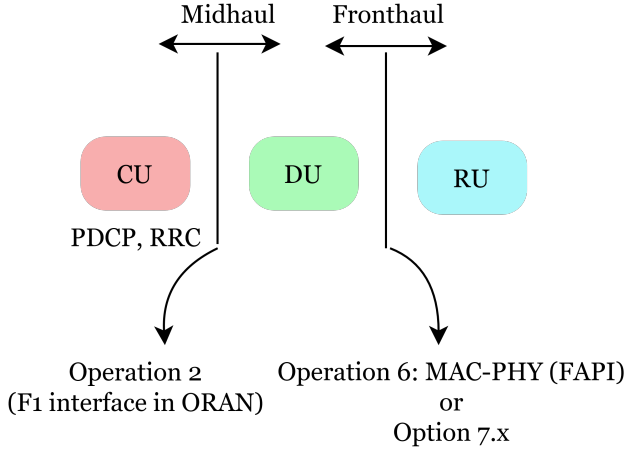 Midhaul
Fronthaul
CU
DU
RU
PDCP, RRC
Operation 2
(F1 interface in ORAN)
Operation 6: MAC-PHY (FAPI)
or
Option 7.x